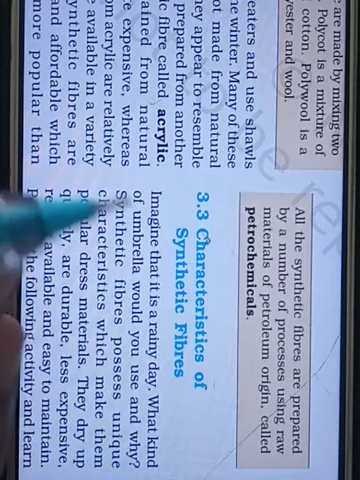 are made by mixing two
. Polycot is a mixture of
cotton. Polywool is a
yester and wool.
eaters and use shawls
he winter. Many of these
ot made from natural
hey appear to resemble
prepared from another
ic fibre called acrylic.
ained from natural
re expensive, whereas
om acrylic are relatively
e available in a variety
ynthetic fibres are
and affordable which
more popular than
All the synthetic fibres are prepared
by a number of processes using raw
materials of petroleum origin, called
petrochemicals.
3.3 Characteristics of
Synthetic Fibres
Imagine that it is a rainy day. What kind
of umbrella would you use and why?
Synthetic fibres possess unique
characteristics which make them
dress materials. They dry up
are durable, less expensive,
available and easy to maintain.
the following activity and learn